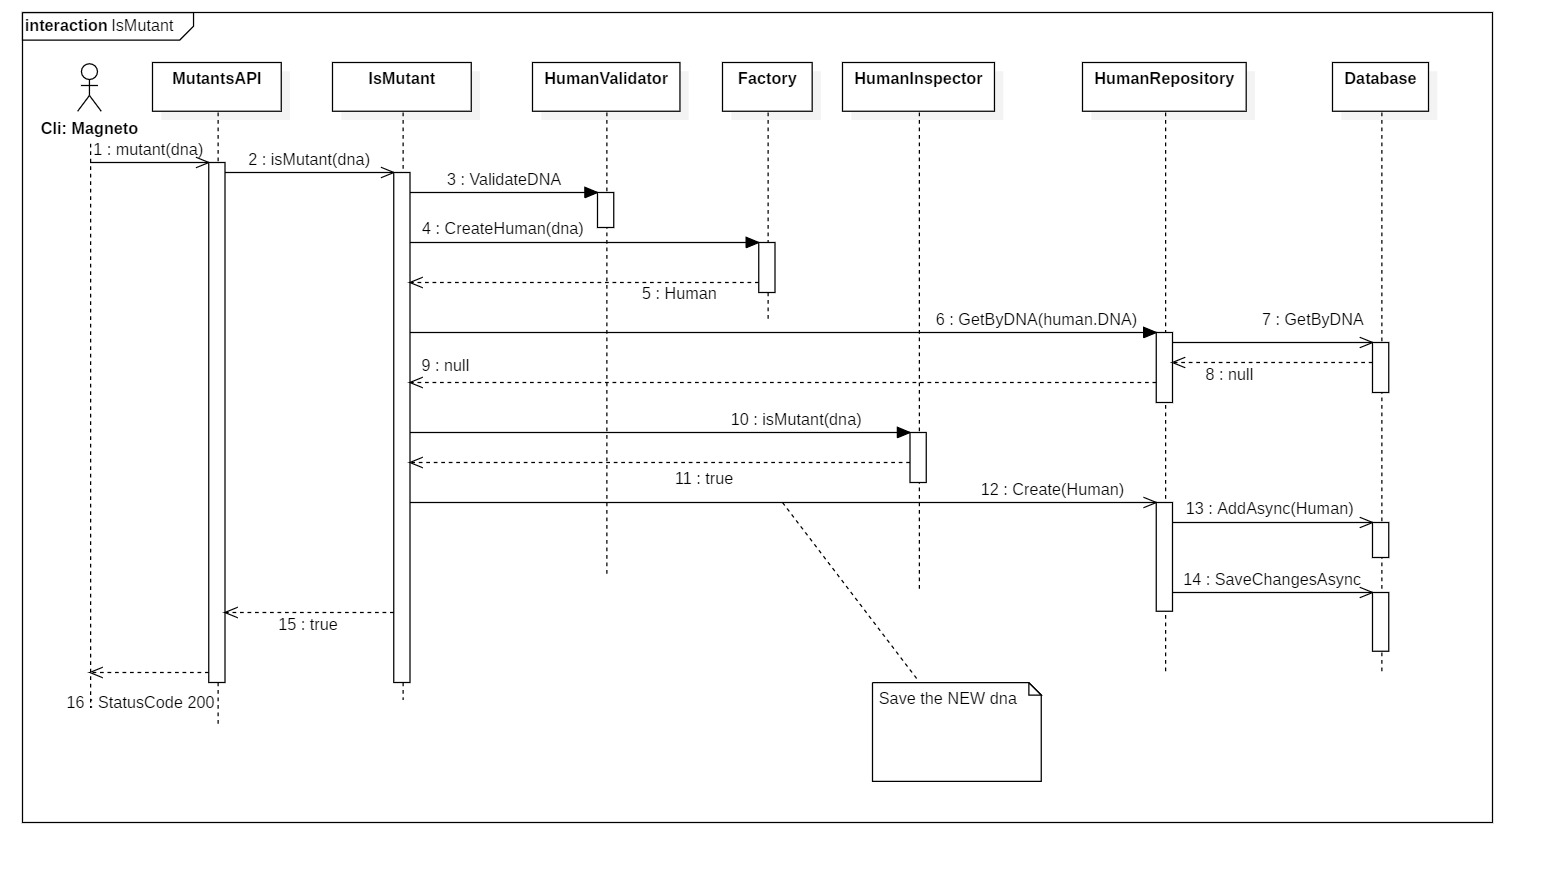 interaction IsMutant
MutantsAPI
IsMutant
HumanValidator
Factory
HumanInspector
HumanRepository
Database
Cli: Magneto
1 : mutant(dna)
2 : isMutant(dna)
3 : ValidateDNA
4 : CreateHuman(dna)
5 : Human
6 : GetByDNA(human.DNA)
7 : GetByDNA
8 : null
9 : null
10 : isMutant(dna)
11 : true
12 : Create(Human)
13 : AddAsync(Human)
14 : SaveChangesAsync
15 : true
16 : StatusCode 200
Save the NEW dna